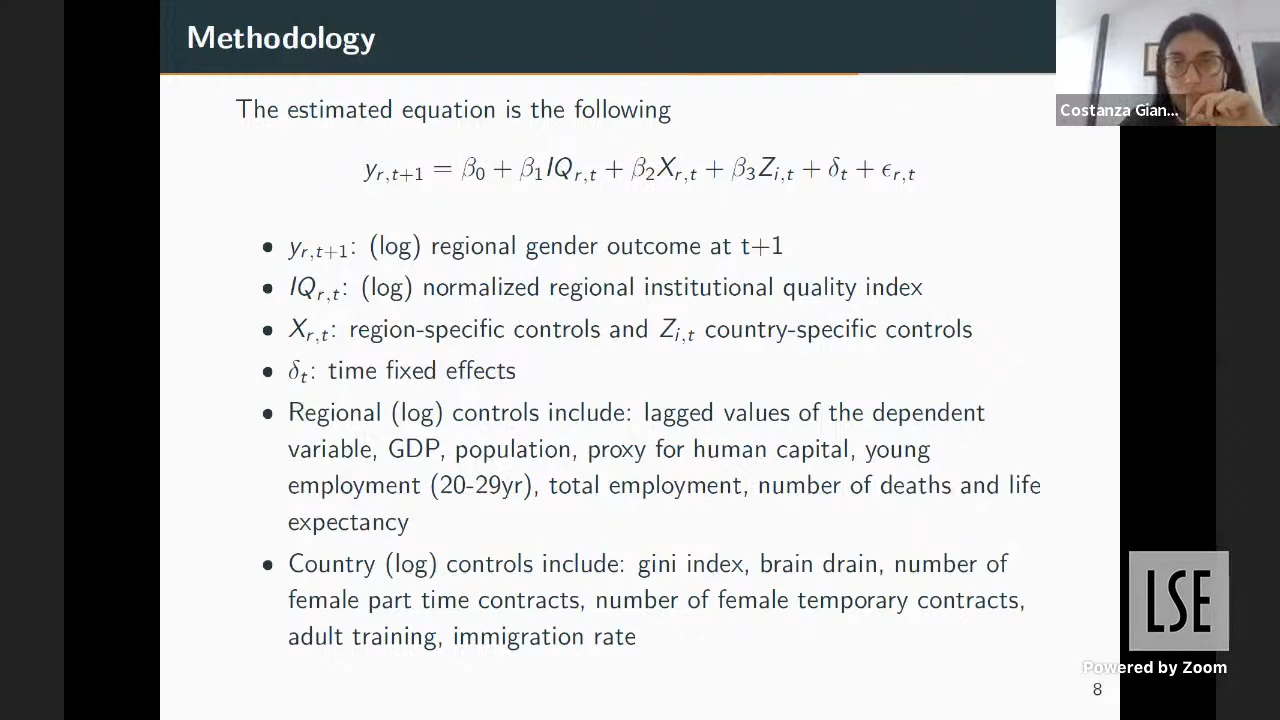 Methodology
Costanza Gian...
The estimated equation is the following
y_{r,t+1} = β_0 + β_1 IQ_{r,t} + β_2 X_{r,t} + β_3 Z_{i,t} + δ_t + ϵ_{r,t}
• y_{r,t+1}: (log) regional gender outcome at t+1
• IQ_{r,t}: (log) normalized regional institutional quality index
• X_{r,t}: region-specific controls and Z_{i,t} country-specific controls
• δ_t: time fixed effects
• Regional (log) controls include: lagged values of the dependent
variable, GDP, population, proxy for human capital, young
employment (20-29yr), total employment, number of deaths and life
expectancy
• Country (log) controls include: gini index, brain drain, number of
female part time contracts, number of female temporary contracts,
adult training, immigration rate
LSE
Powered by Zoom
8